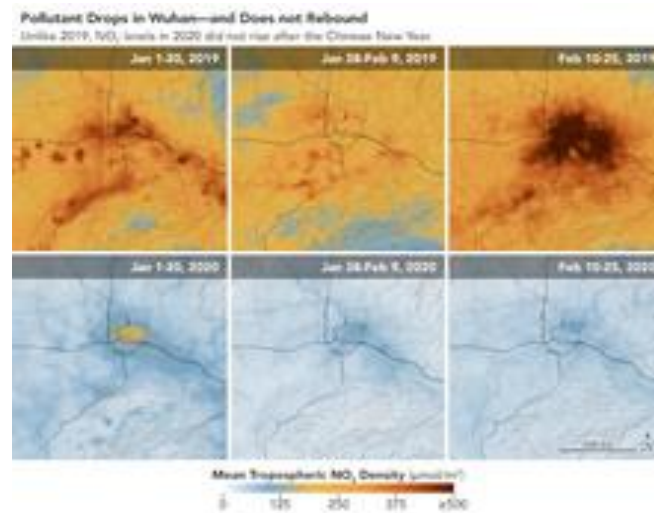 Pollutant Drops in Wuhan—and Does not Rebound
Unlike 2019, NO₂ levels in 2020 did not rise after the Chinese New Year
Jan 1-20, 2019
Jan 28-Feb 9, 2019
Feb 10-25, 2019
Jan 1-20, 2020
Jan 28-Feb 9, 2020
Feb 10-25, 2020
Mean Tropospheric NO₂ Density (μmol/m²)
0 125 250 375 ≥500